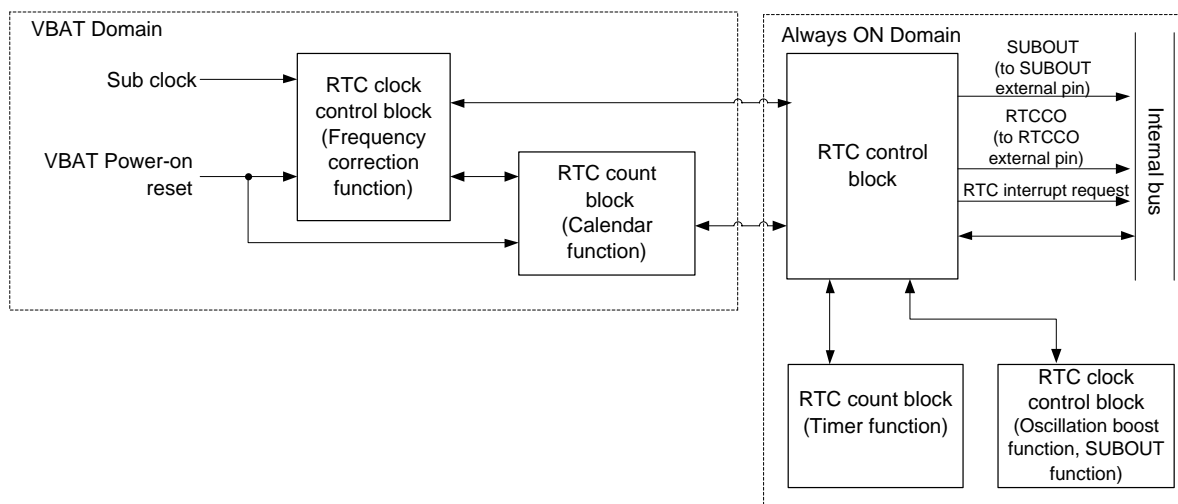 VBAT Domain
Sub clock
VBAT Power-on
reset
RTC clock
control block
(Frequency
correction
function)
RTC count
block
(Calendar
function)
Always ON Domain
RTC control
block
SUBOUT
(to SUBOUT
external pin)
RTCCO
(to RTCCO
external pin)
RTC interrupt request
Internal bus
RTC count block
(Timer function)
RTC clock
control block
(Oscillation boost
function, SUBOUT
function)